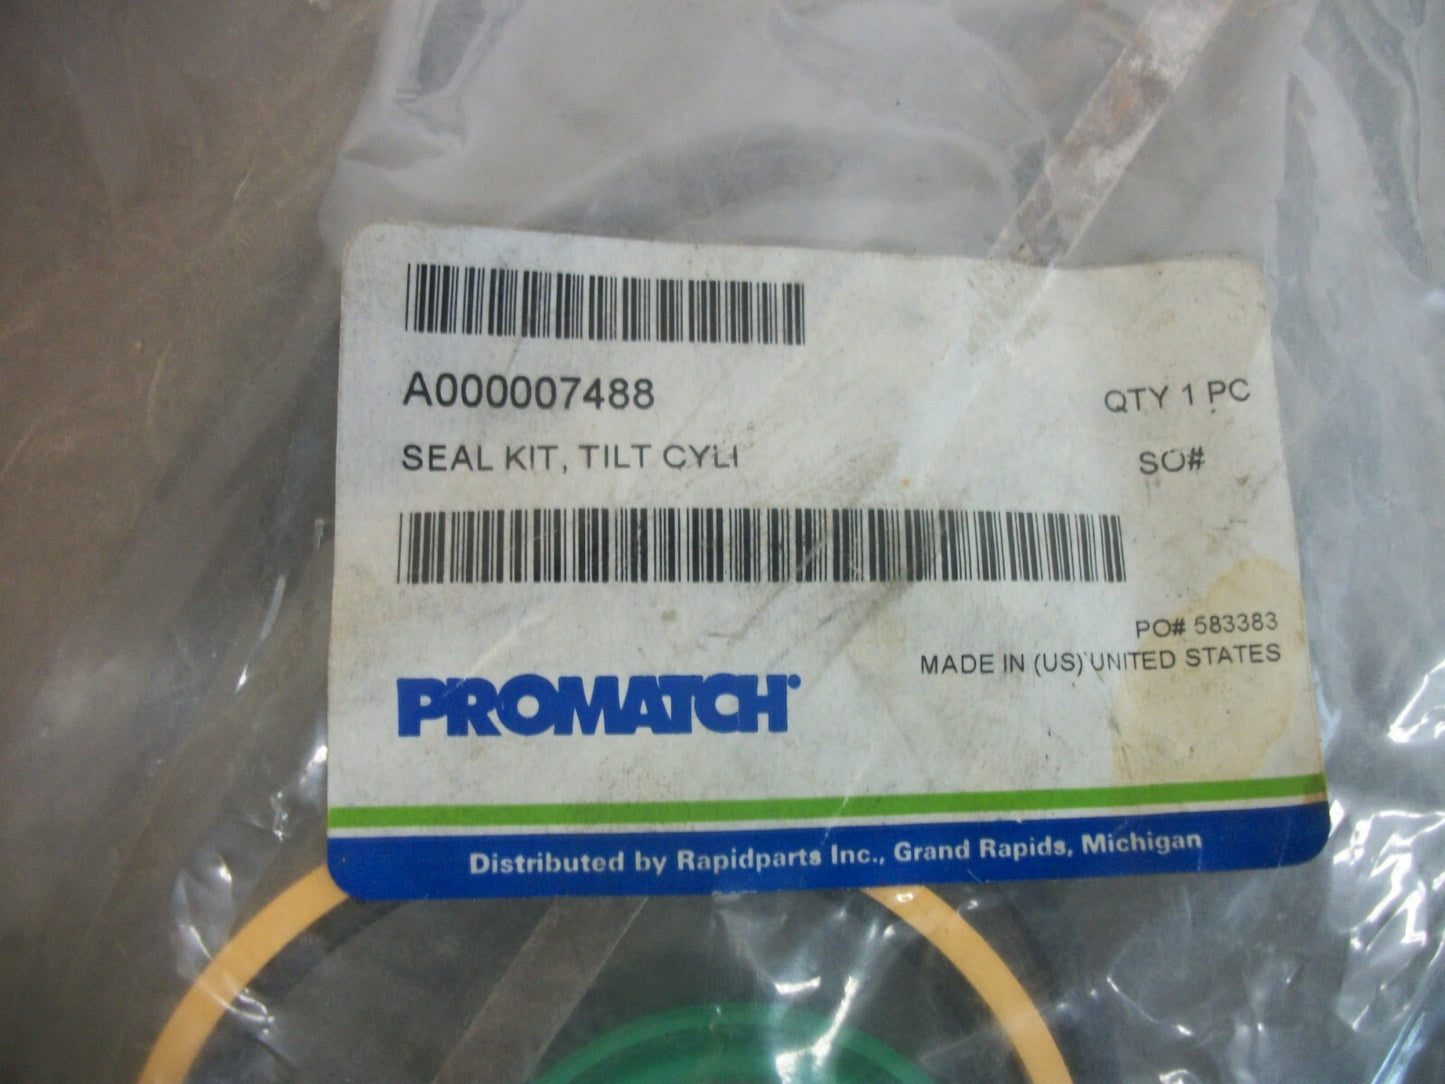 A000007488
QTY 1 PC
SEAL KIT, TILT CYLI
SO#
PO# 583383
MADE IN (US) UNITED STATES
PROMATCH
Distributed by Rapidparts Inc., Grand Rapids, Michigan